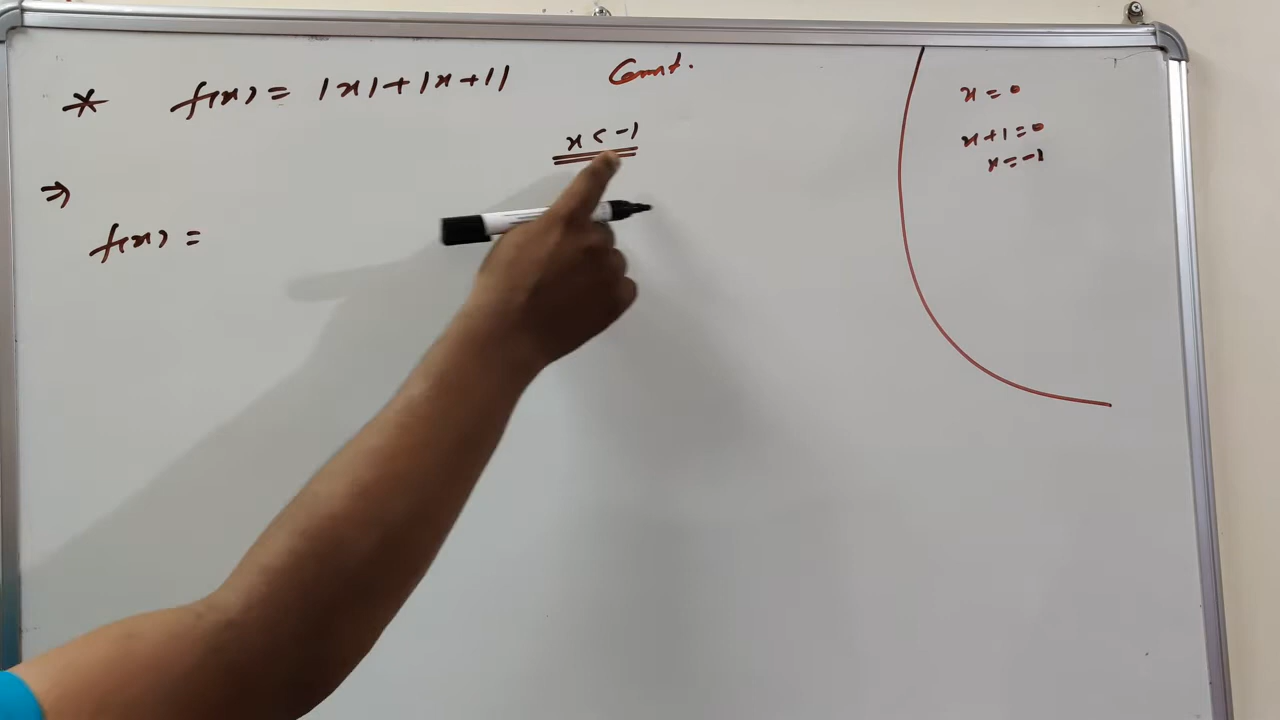 * f(x) = |x| + |x+1|
Cont.
x < -1
⇒
f(x) =
x = 0
x+1 = 0
x = -1